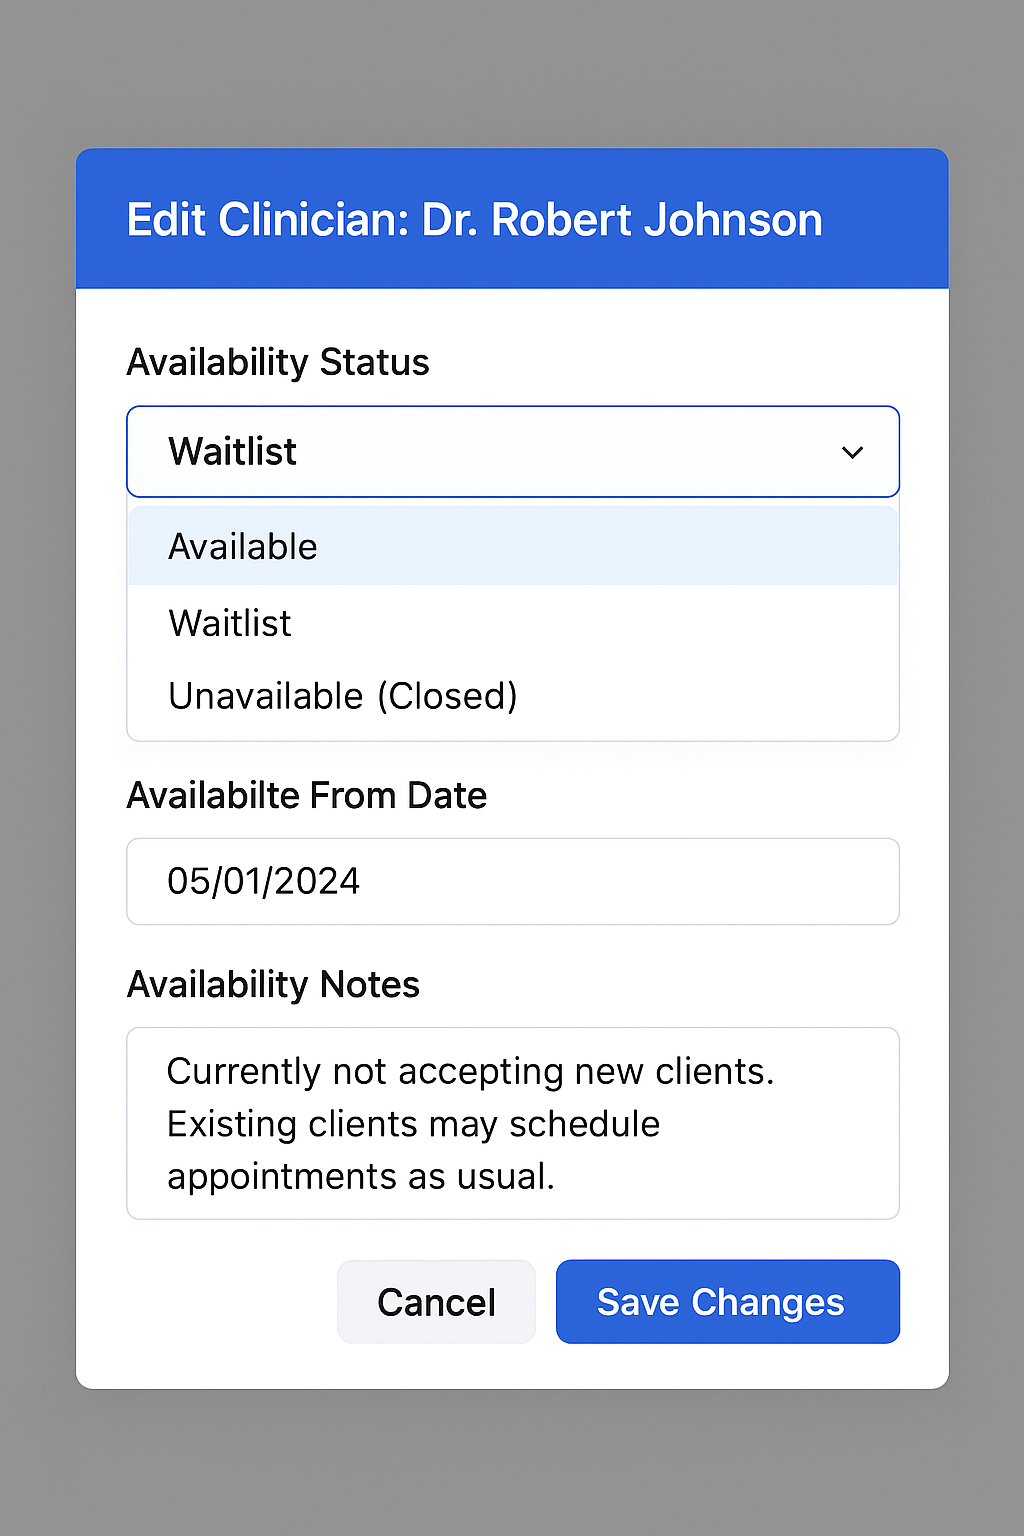 Edit Clinician: Dr. Robert Johnson
Availability Status
Waitlist
Available
Waitlist
Unavailable (Closed)
Availabilte From Date
05/01/2024
Availability Notes
Currently not accepting new clients.
Existing clients may schedule
appointments as usual.
Cancel
Save Changes